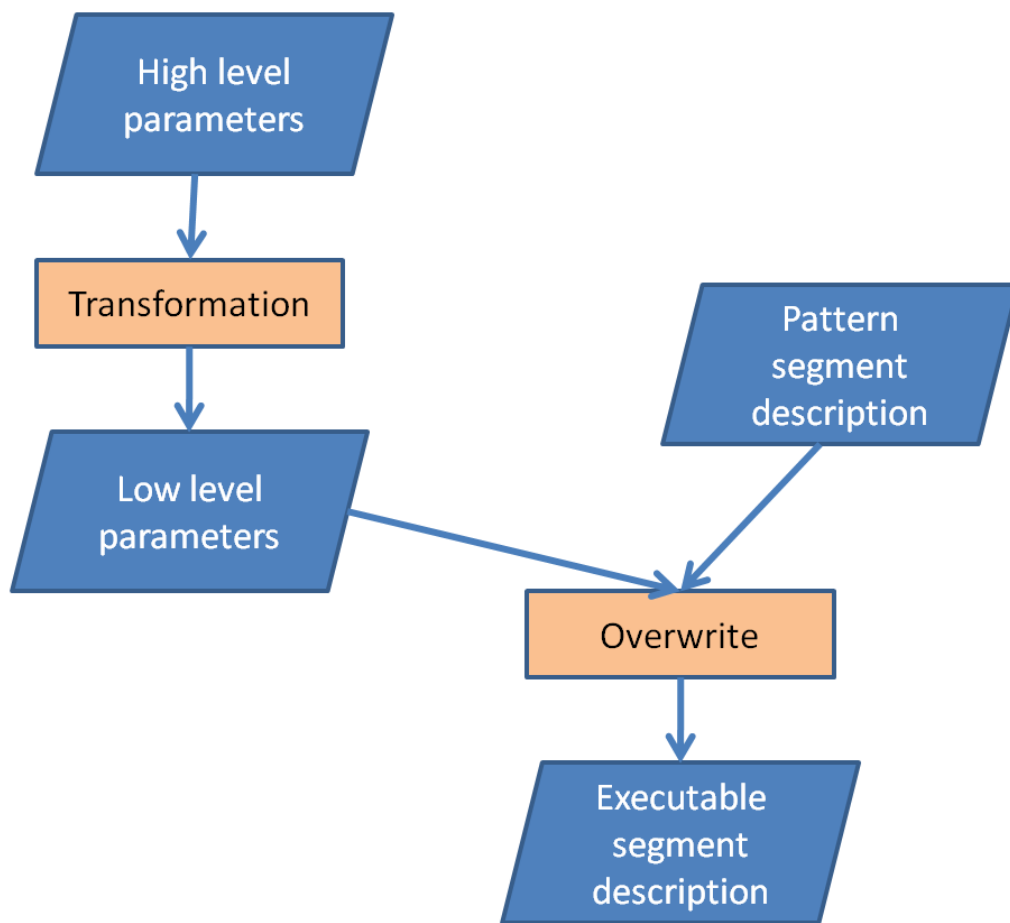 High level
parameters
Transformation
Pattern
segment
description
Low level
parameters
Overwrite
Executable
segment
description